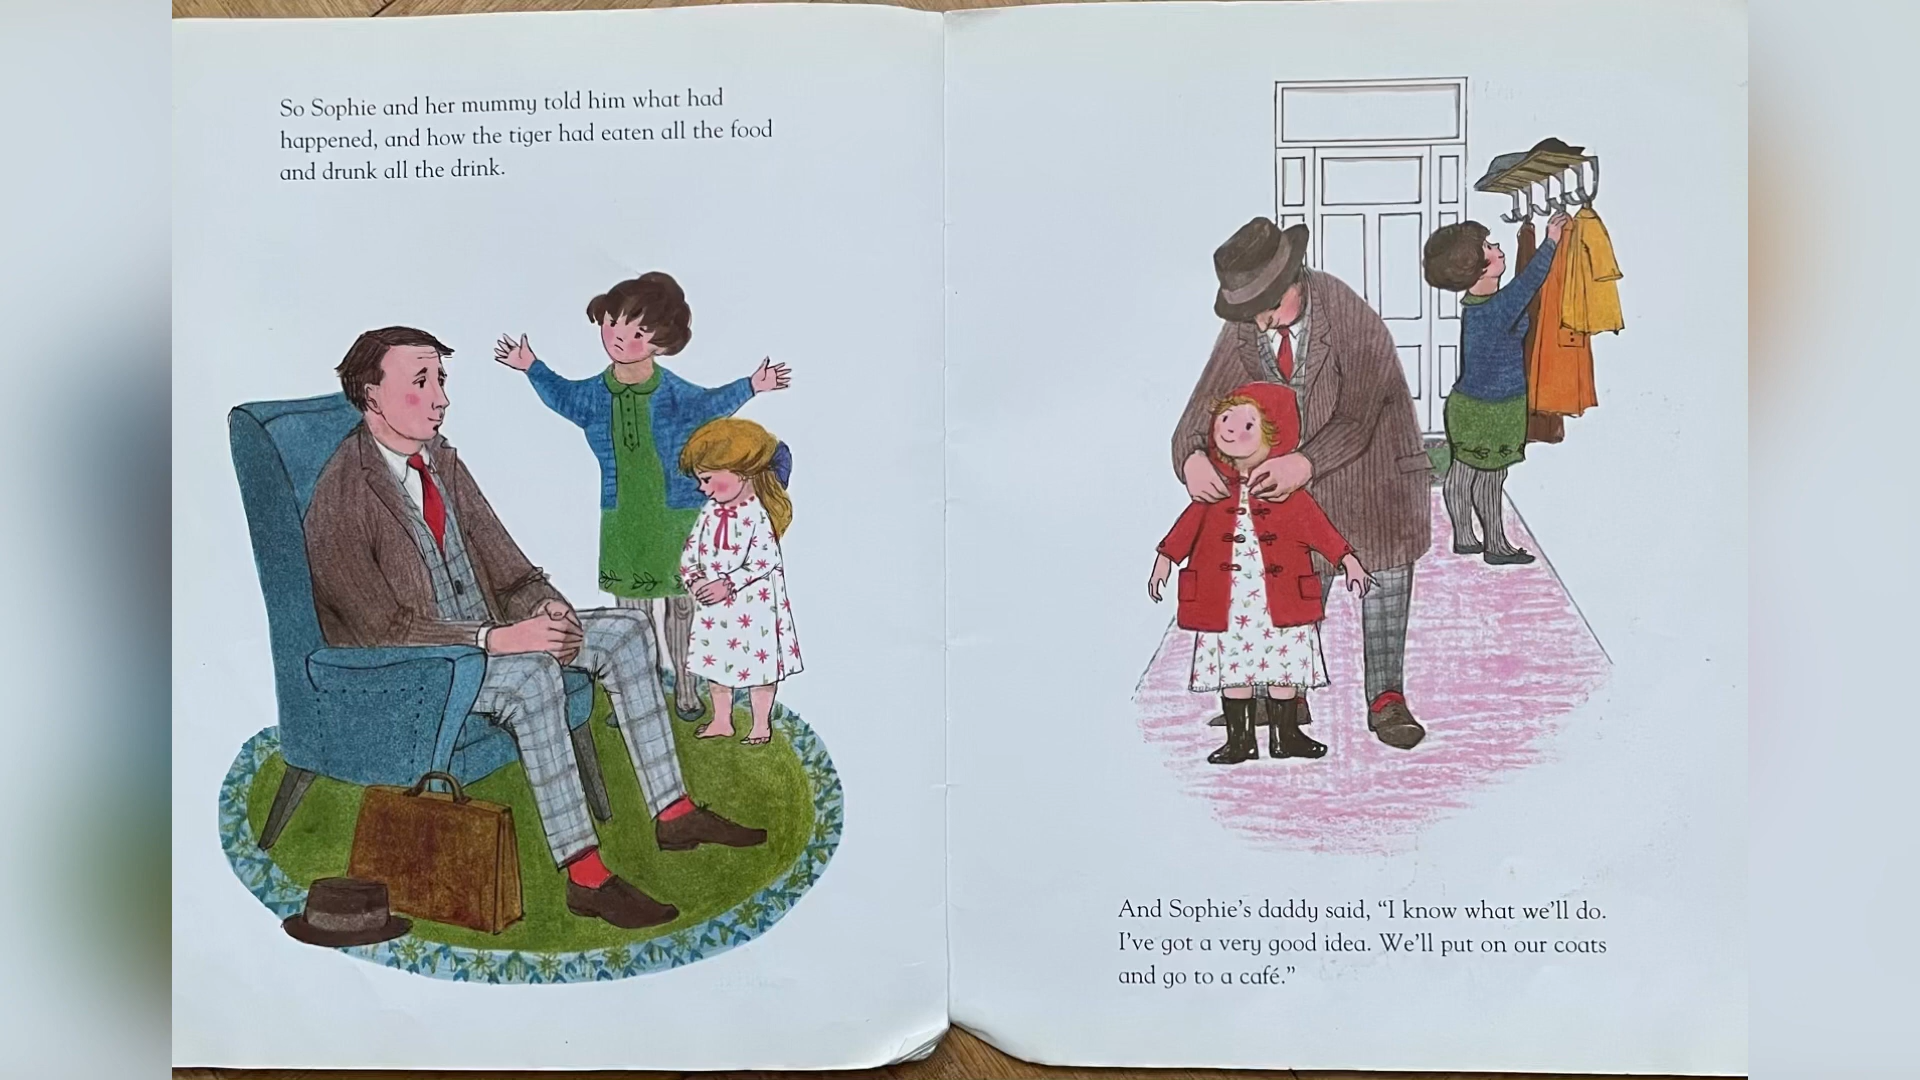 So Sophie and her mummy told him what had
happened, and how the tiger had eaten all the food
and drunk all the drink.
And Sophie’s daddy said, “I know what we’ll do.
I’ve got a very good idea. We’ll put on our coats
and go to a café.”